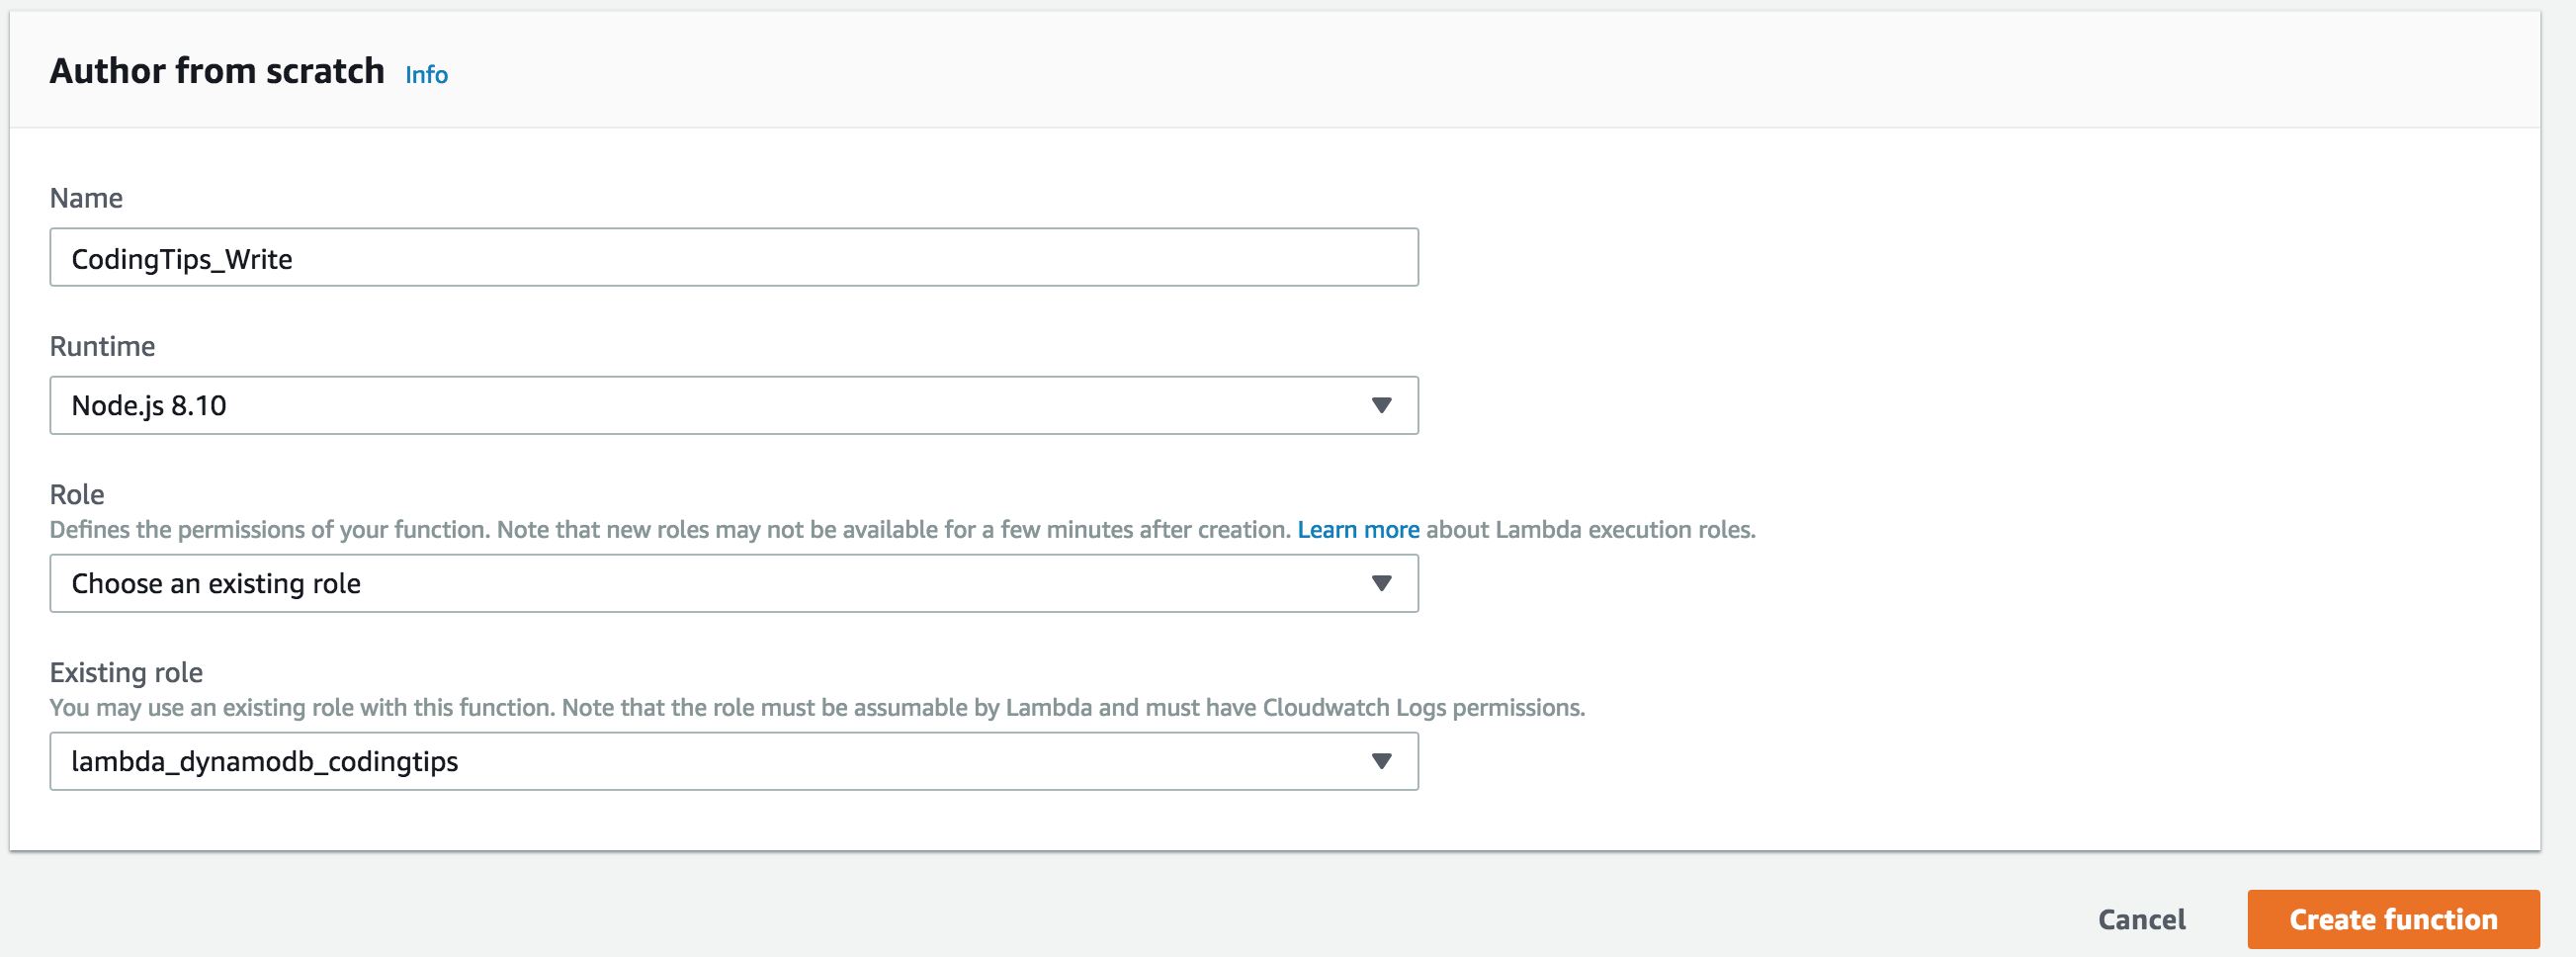 Author from scratch Info
Name
CodingTips_Write
Runtime
Node.js 8.10
Role
Defines the permissions of your function. Note that new roles may not be available for a few minutes after creation. Learn more about Lambda execution roles.
Choose an existing role
Existing role
You may use an existing role with this function. Note that the role must be assumable by Lambda and must have Cloudwatch Logs permissions.
lambda_dynamodb_codingtips
Cancel Create function